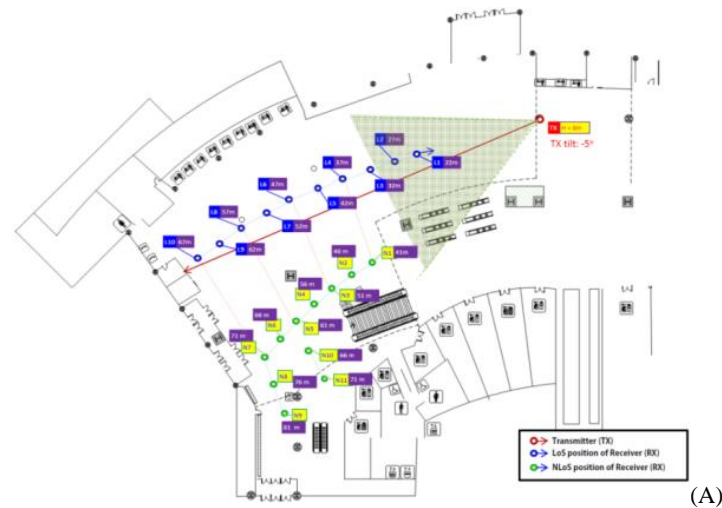 TX
TX tilt: -5°
L2 27m
L1 22m
L4 37m
L3 32m
L6 47m
L5 42m
L8 57m
L7 52m
L10 67m
L9 62m
N1 41m
46 m
N2
56 m
N3 51 m
N4
66 m
N5 61 m
N6
71 m
N7
N10 66 m
N8 76 m
N11 71 m
N9
81 m
Transmitter (TX)
LoS position of Receiver (RX)
NLoS position of Receiver (RX)
(A)